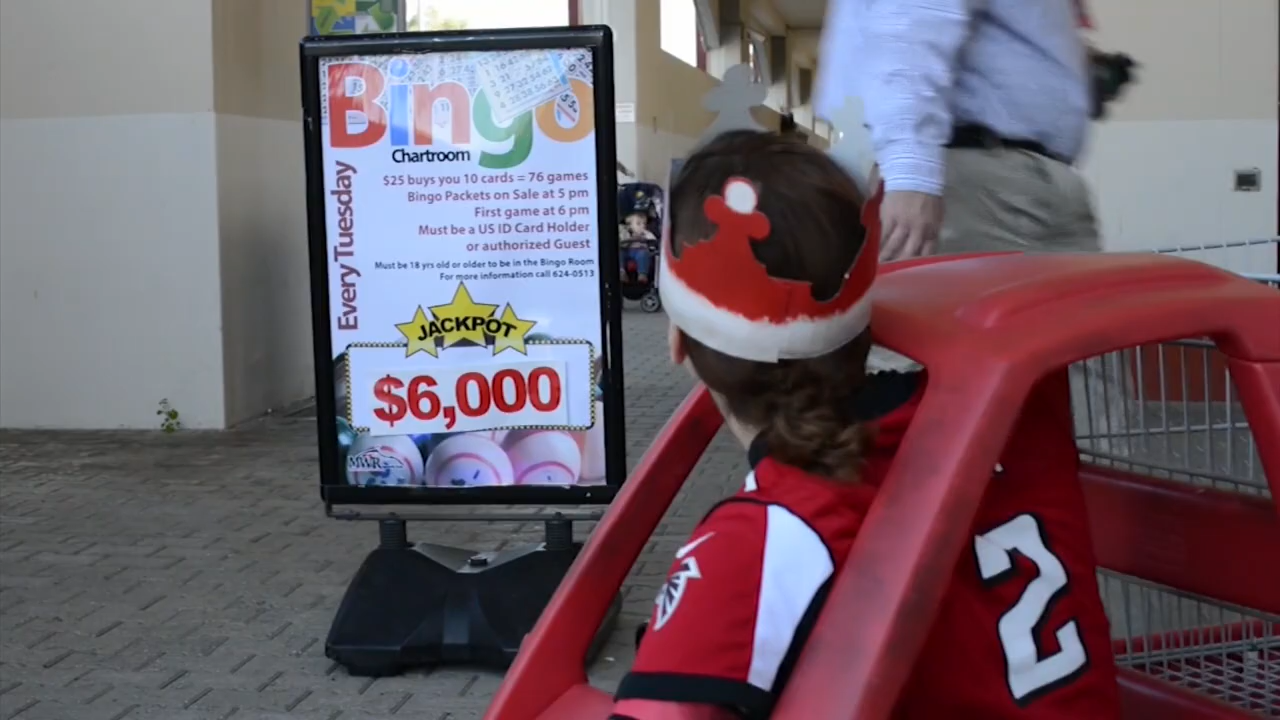 Bingo
Chartroom
Every Tuesday
$25 buys you 10 cards = 76 games
Bingo Packets on Sale at 5 pm
First game at 6 pm
Must be a US ID Card Holder
or authorized Guest
Must be 18 yrs old or older to be in the Bingo Room
For more information call 624-0513
JACKPOT
$6,000
MWR
2